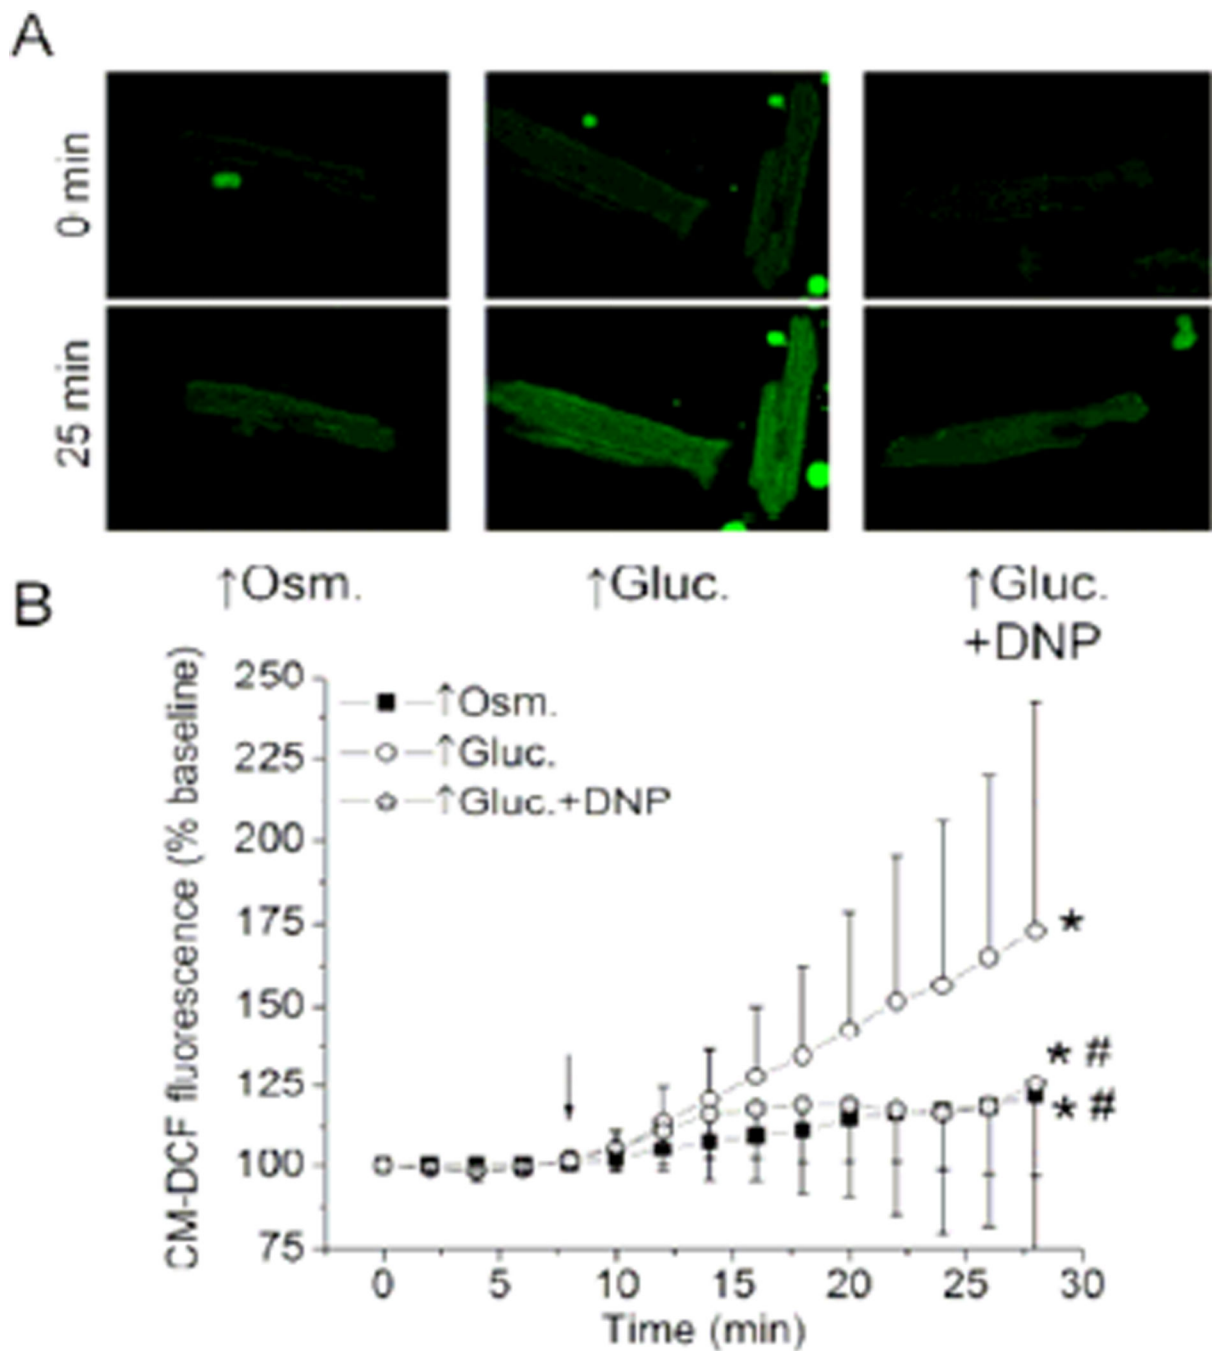 A
0 min
25 min
↑Osm.
↑Gluc.
↑Gluc.
+DNP
B
CM-DCF fluorescence (% baseline)
250
225
200
175
150
125
100
75
↑Osm.
↑Gluc.
↑Gluc.+DNP
*
* #
* #
0 5 10 15 20 25 30
Time (min)